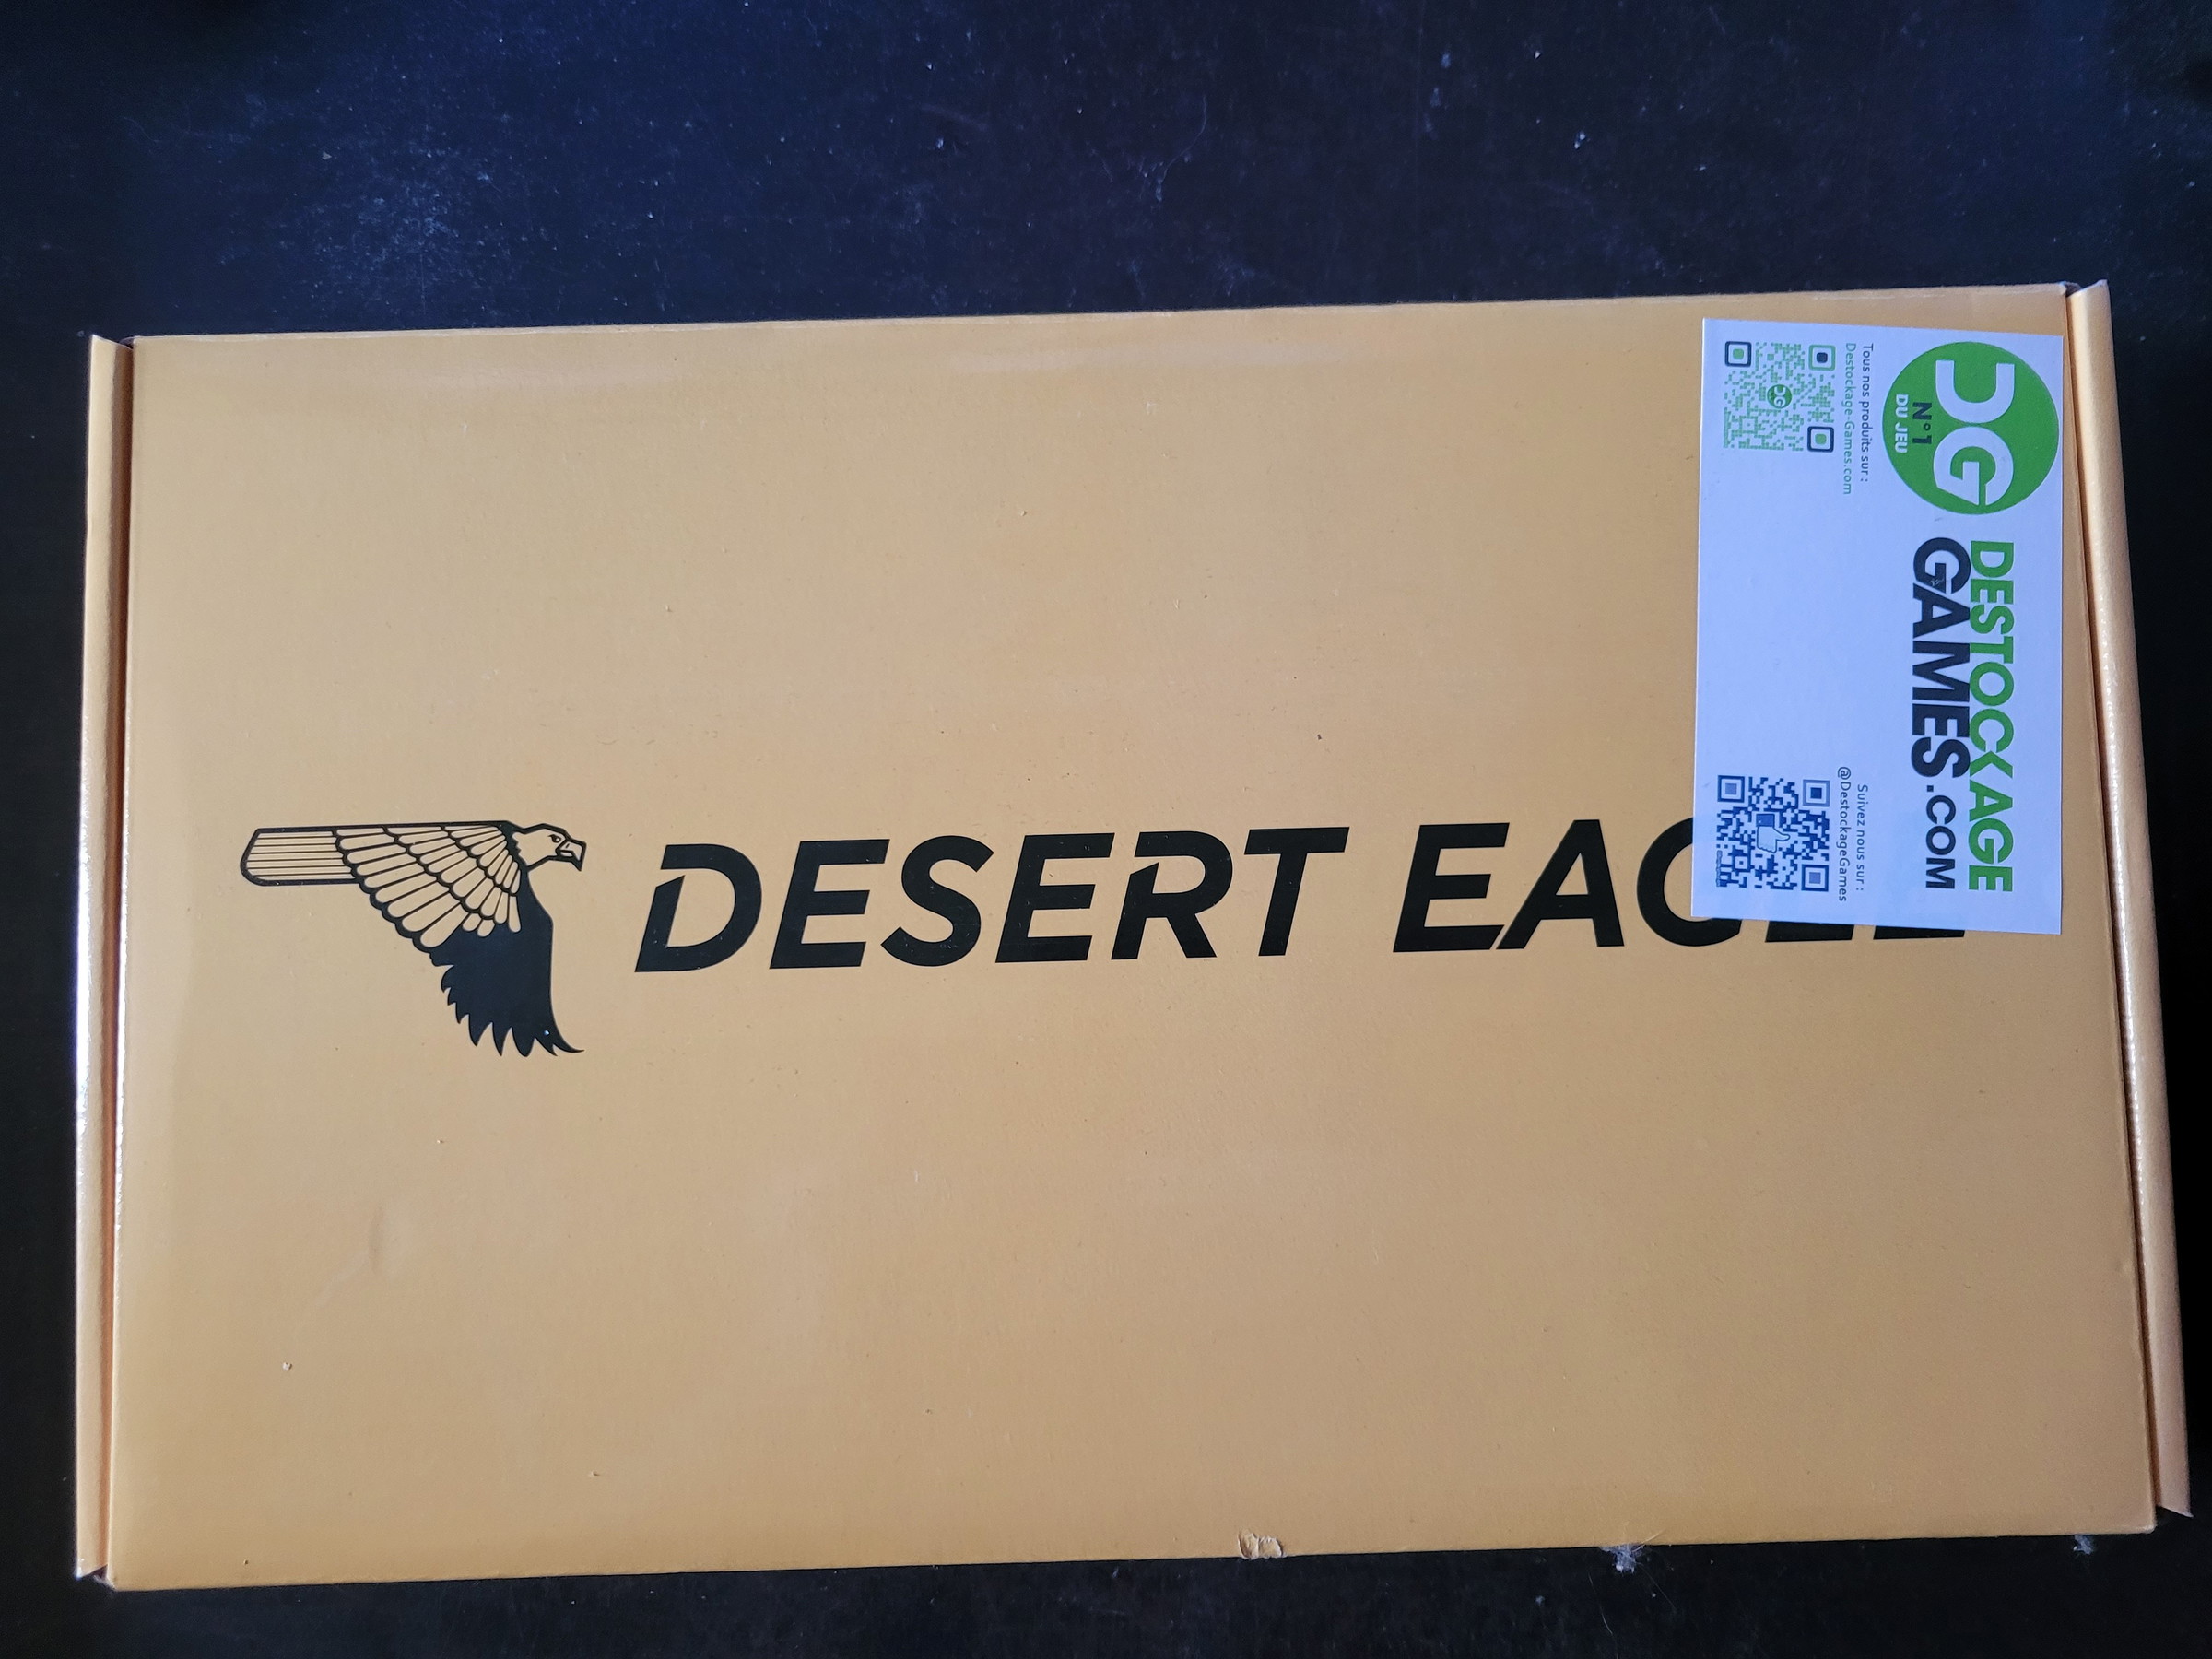 DESERT EAGLE
DG
N°1
DU JEU
DESTOCKAGE
GAMES.COM
Tous nos produits sur :
Destockage-Games.com
Suivez nous sur :
@DestockageGames